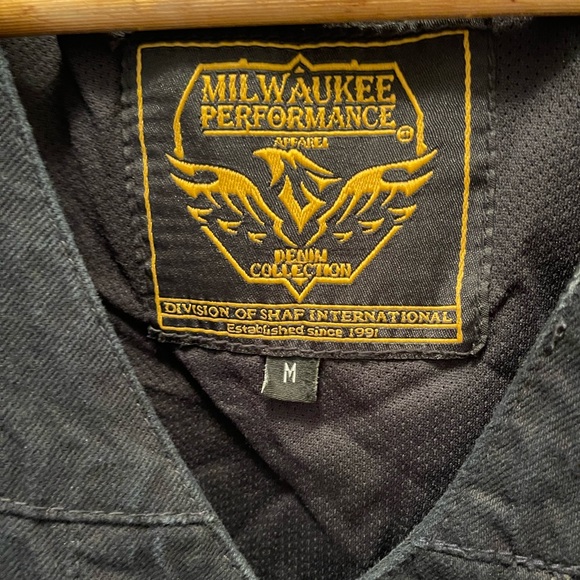 MILWAUKEE
PERFORMANCE
APPAREL
DENIM
COLLECTION
DIVISION OF SHAF INTERNATIONAL
Established since 1991
M